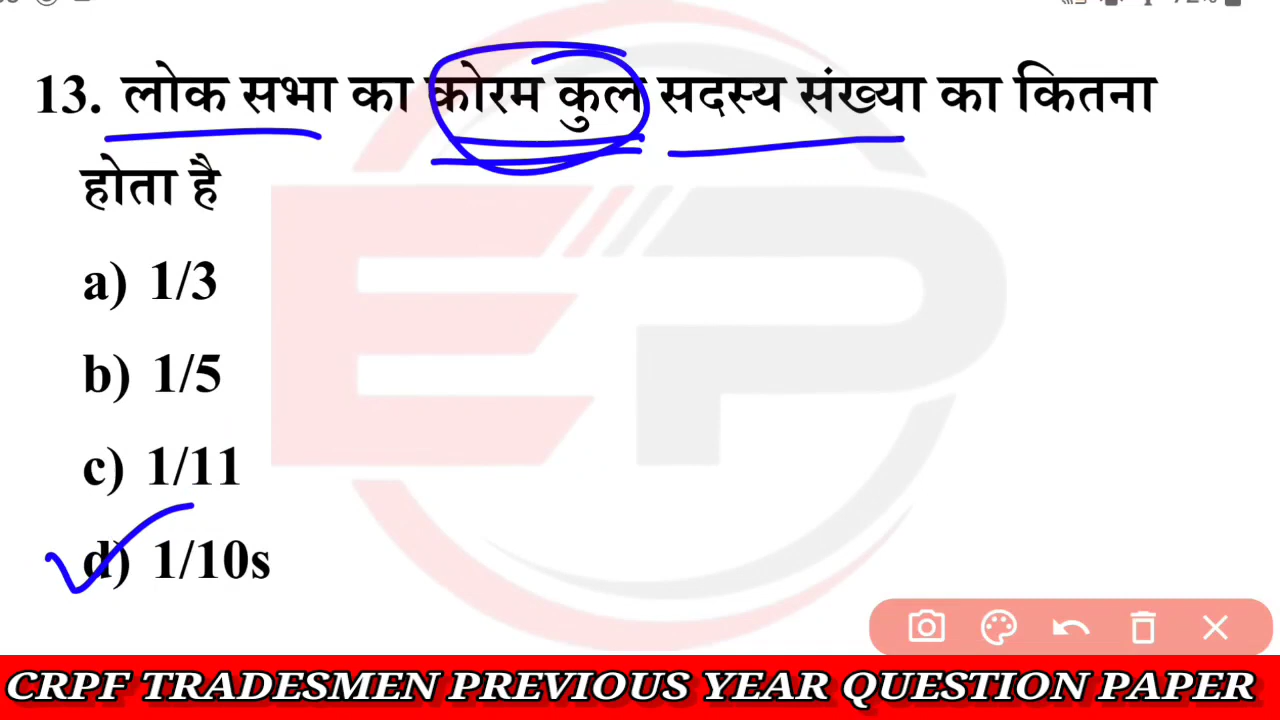 13. लोक सभा का कोरम कुल सदस्य संख्या का कितना
होता है
a) 1/3
b) 1/5
c) 1/11
d) 1/10s
CRPF TRADESMEN PREVIOUS YEAR QUESTION PAPER